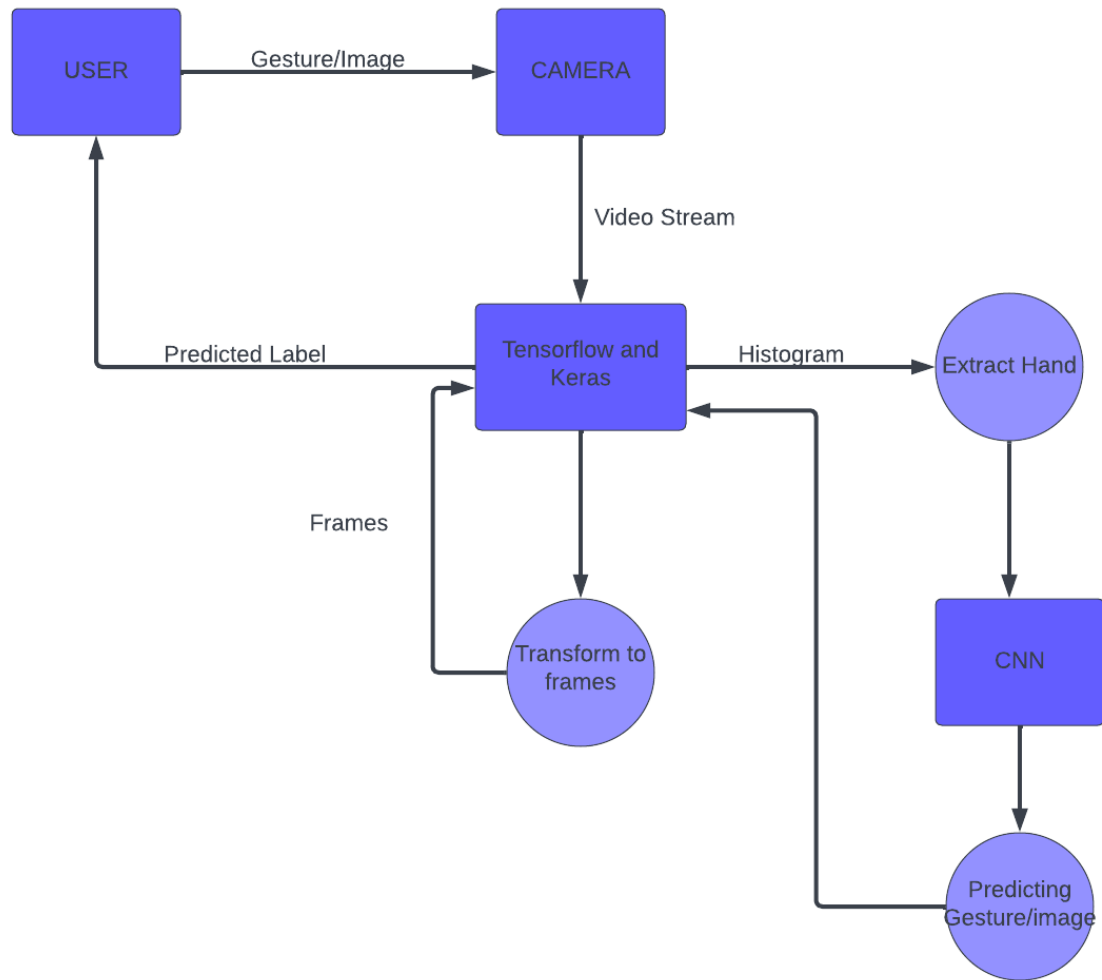 USER
Gesture/Image
CAMERA
Video Stream
Predicted Label
Tensorflow and
Keras
Histogram
Extract Hand
Frames
Transform to
frames
CNN
Predicting
Gesture/image